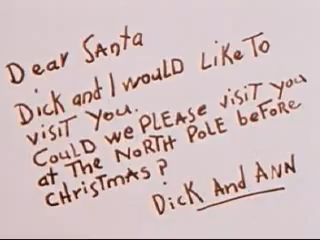 Dear Santa
Dick and I would Like To
visit you.
Could we PLEASE visit you
at The North Pole before
christmas?
Dick And Ann